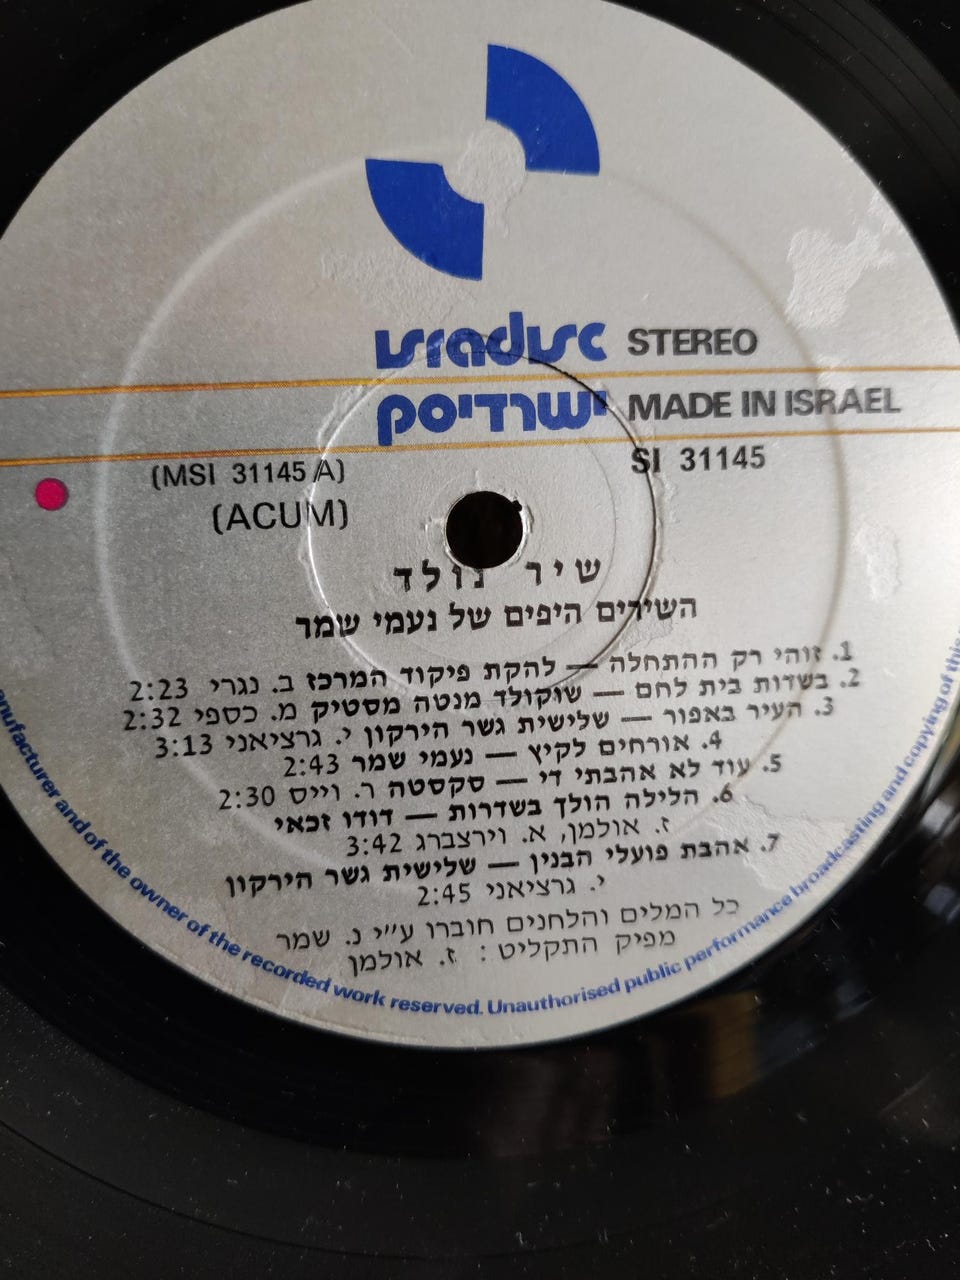 isradisc STEREO
ישרדיסק MADE IN ISRAEL
(MSI 31145 A) SI 31145
(ACUM)
שיר נולד
השירים היפים של נעמי שמר
1. זוהי רק ההתחלה — להקת פיקוד המרכז ב. נגרי 2:23
2. בשדות בית לחם — שוקולד מנטה מסטיק מ. כספי 2:32
3. העיר באפור — שלישית גשר הירקון י. גרציאני 3:13
4. אורחים לקיץ — נעמי שמר 2:43
5. עוד לא אהבתי די — סקסטה ר. וייס 2:30
6. הלילה הולך בשדרות — דודו זכאי
ז. אולמן, א. וירצברג 3:42
7. אהבת פועלי הבנין — שלישית גשר הירקון
י. גרציאני 2:45
כל המלים והלחנים חוברו ע״י נ. שמר
מפיק התקליט : ז. אולמן
manufacturer and of the owner of the recorded work reserved. Unauthorised public performance broadcasting and copying of this